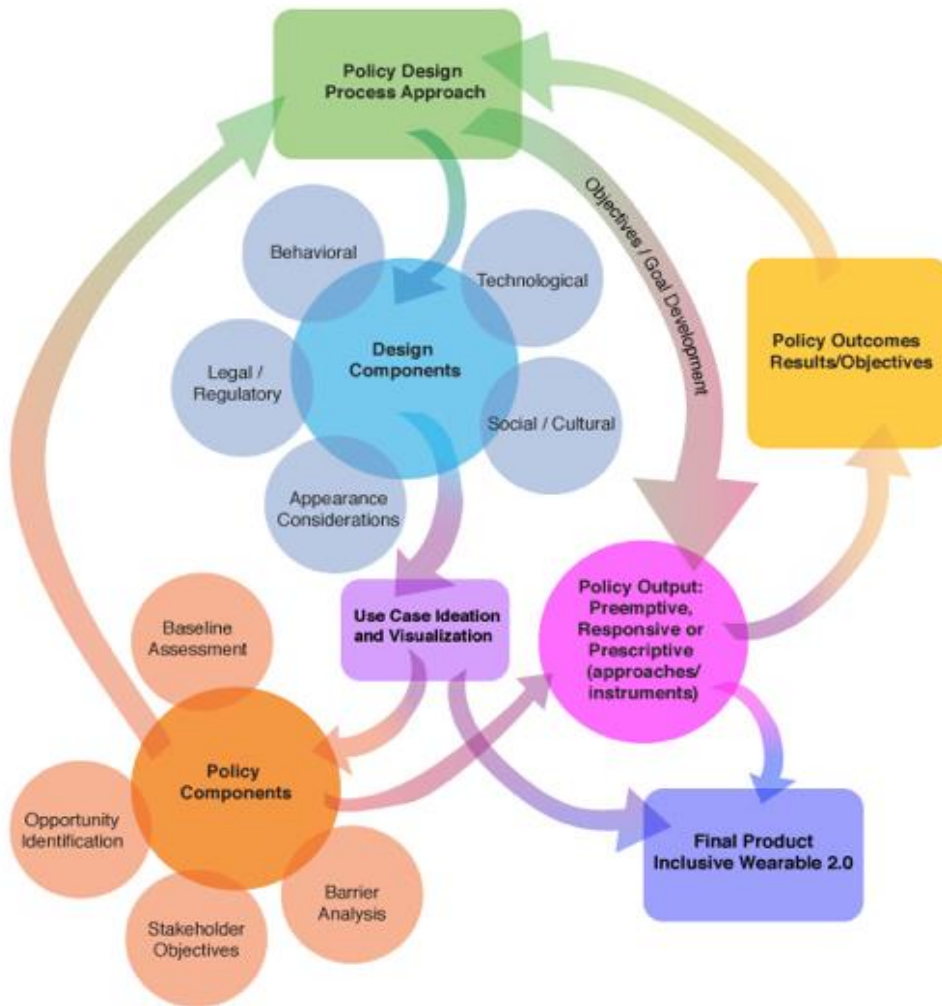 Policy Design
Process Approach
Behavioral
Technological
Objectives / Goal Development
Design
Components
Legal /
Regulatory
Social / Cultural
Appearance
Considerations
Policy Outcomes
Results/Objectives
Use Case Ideation
and Visualization
Policy Output:
Preemptive,
Responsive or
Prescriptive
(approaches/
instruments)
Baseline
Assessment
Policy
Components
Opportunity
Identification
Stakeholder
Objectives
Barrier
Analysis
Final Product
Inclusive Wearable 2.0